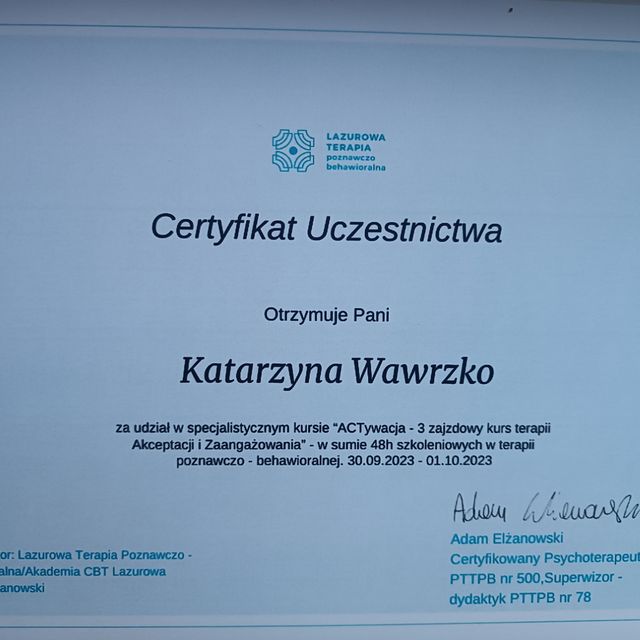 LAZUROWA
TERAPIA
poznawczo
behawioralna
Certyfikat Uczestnictwa
Otrzymuje Pani
Katarzyna Wawrzko
za udział w specjalistycznym kursie “ACTywacja - 3 zajzdowy kurs terapii
Akceptacji i Zaangażowania” - w sumie 48h szkoleniowych w terapii
poznawczo - behawioralnej. 30.09.2023 - 01.10.2023
Adam
Adam Elżanowski
Certyfikowany Psychoterapeut
PTTPB nr 500,Superwizor -
dydaktyk PTTPB nr 78
or: Lazurowa Terapia Poznawczo -
alna/Akademia CBT Lazurowa
anowski